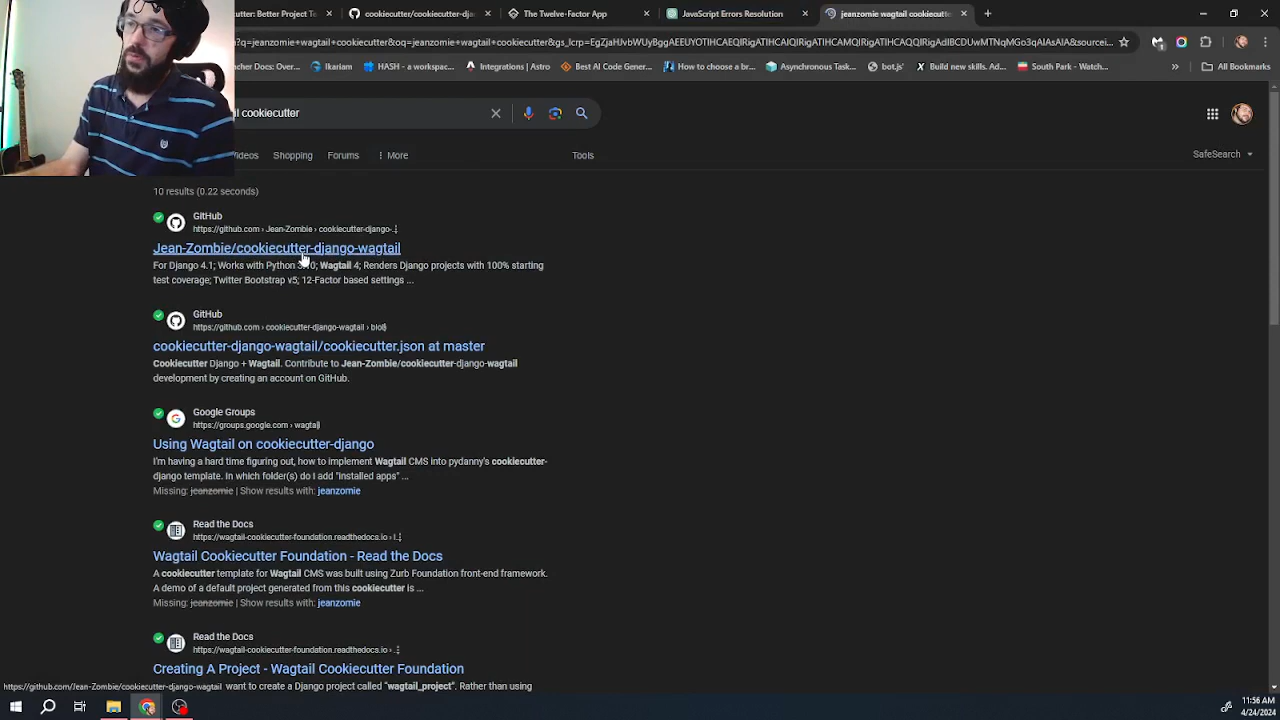 utter: Better Project Te
cookiecutter/cookiecutter-dja
The Twelve-Factor App
JavaScript Errors Resolution
jeanzomie wagtail cookiecutte
?q=jeanzomie+wagtail+cookiecutter&oq=jeanzomie+wagtail+cookiecutter&gs_lcrp=
ncher Docs: Over...
Ikariam
HASH - a workspac...
Integrations | Astro
Best AI Code Gener...
How to choose a br...
Asynchronous Task...
bot.js'
Build new skills. Ad...
South Park - Watch...
All Bookmarks
il cookiecutter
Videos
Shopping
Forums
More
Tools
SafeSearch
10 results (0.22 seconds)
GitHub
https://github.com › Jean-Zombie › cookiecutter-django-...
Jean-Zombie/cookiecutter-django-wagtail
For Django 4.1; Works with Python 3.10; Wagtail 4; Renders Django projects with 100% starting
test coverage; Twitter Bootstrap v5; 12-Factor based settings ...
GitHub
https://github.com › cookiecutter-django-wagtail › blob
cookiecutter-django-wagtail/cookiecutter.json at master
Cookiecutter Django + Wagtail. Contribute to Jean-Zombie/cookiecutter-django-wagtail
development by creating an account on GitHub.
Google Groups
https://groups.google.com › wagtail
Using Wagtail on cookiecutter-django
I'm having a hard time figuring out, how to implement Wagtail CMS into pydanny's cookiecutter-
django template. In which folder(s) do I add "installed apps" ...
Missing: jeanzomie | Show results with: jeanzomie
Read the Docs
https://wagtail-cookiecutter-foundation.readthedocs.io › l...
Wagtail Cookiecutter Foundation - Read the Docs
A cookiecutter template for Wagtail CMS was built using Zurb Foundation front-end framework.
A demo of a default project generated from this cookiecutter is ...
Missing: jeanzomie | Show results with: jeanzomie
Read the Docs
https://wagtail-cookiecutter-foundation.readthedocs.io › ...
Creating A Project - Wagtail Cookiecutter Foundation
https://github.com/Jean-Zombie/cookiecutter-django-wagtail
want to create a Django project called "wagtail_project". Rather than using
11:56 AM
4/24/2024